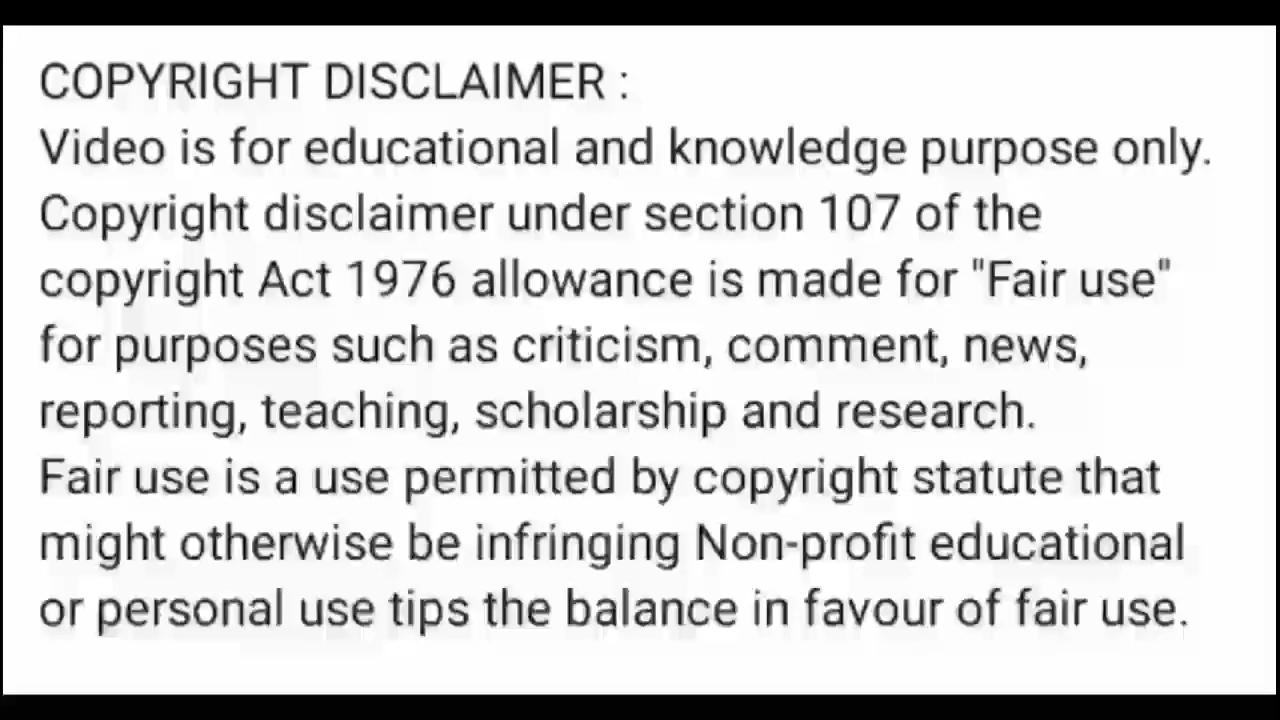 COPYRIGHT DISCLAIMER :
Video is for educational and knowledge purpose only.
Copyright disclaimer under section 107 of the
copyright Act 1976 allowance is made for "Fair use"
for purposes such as criticism, comment, news,
reporting, teaching, scholarship and research.
Fair use is a use permitted by copyright statute that
might otherwise be infringing Non-profit educational
or personal use tips the balance in favour of fair use.